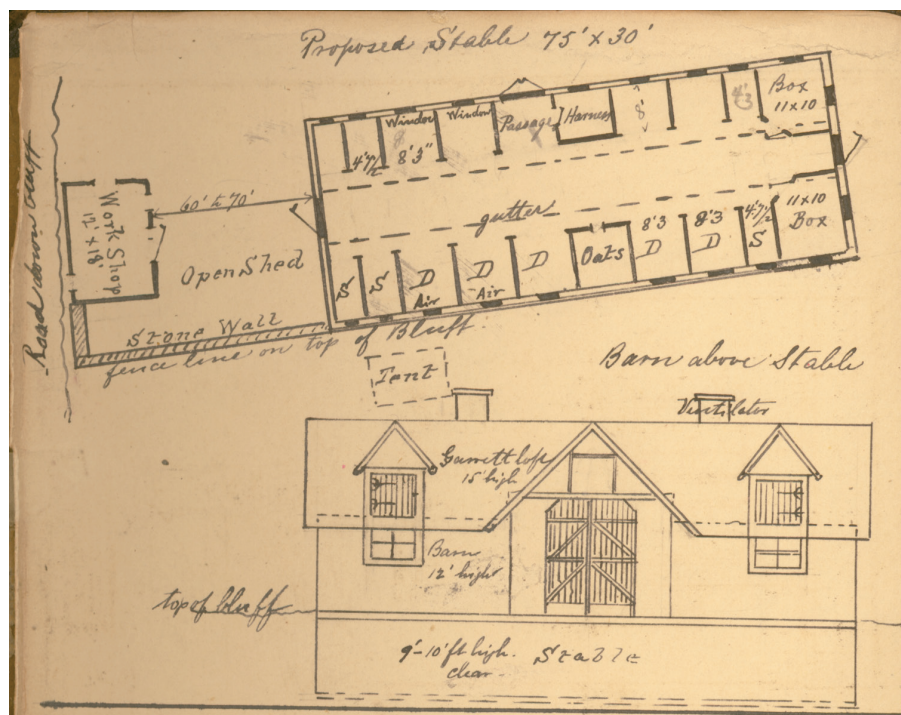 Proposed Stable 75' x 30'
Road down bluff
Work Shop
12' x 18'
60' to 70'
Open Shed
Stone Wall
fence line on top of Bluff
4'7½
Window
8'3"
Window
Passage
Harness
8'
Box
11x10
gutter
S
S
D
Air
D
Air
D
Oats
8'3
D
8'3
D
4'7½
S
11x10
Box
Tent
Barn above Stable
Ventilator
Garrett loft
15' high
Barn
12' high
top of bluff
9'-10' ft high.
clear.
Stable